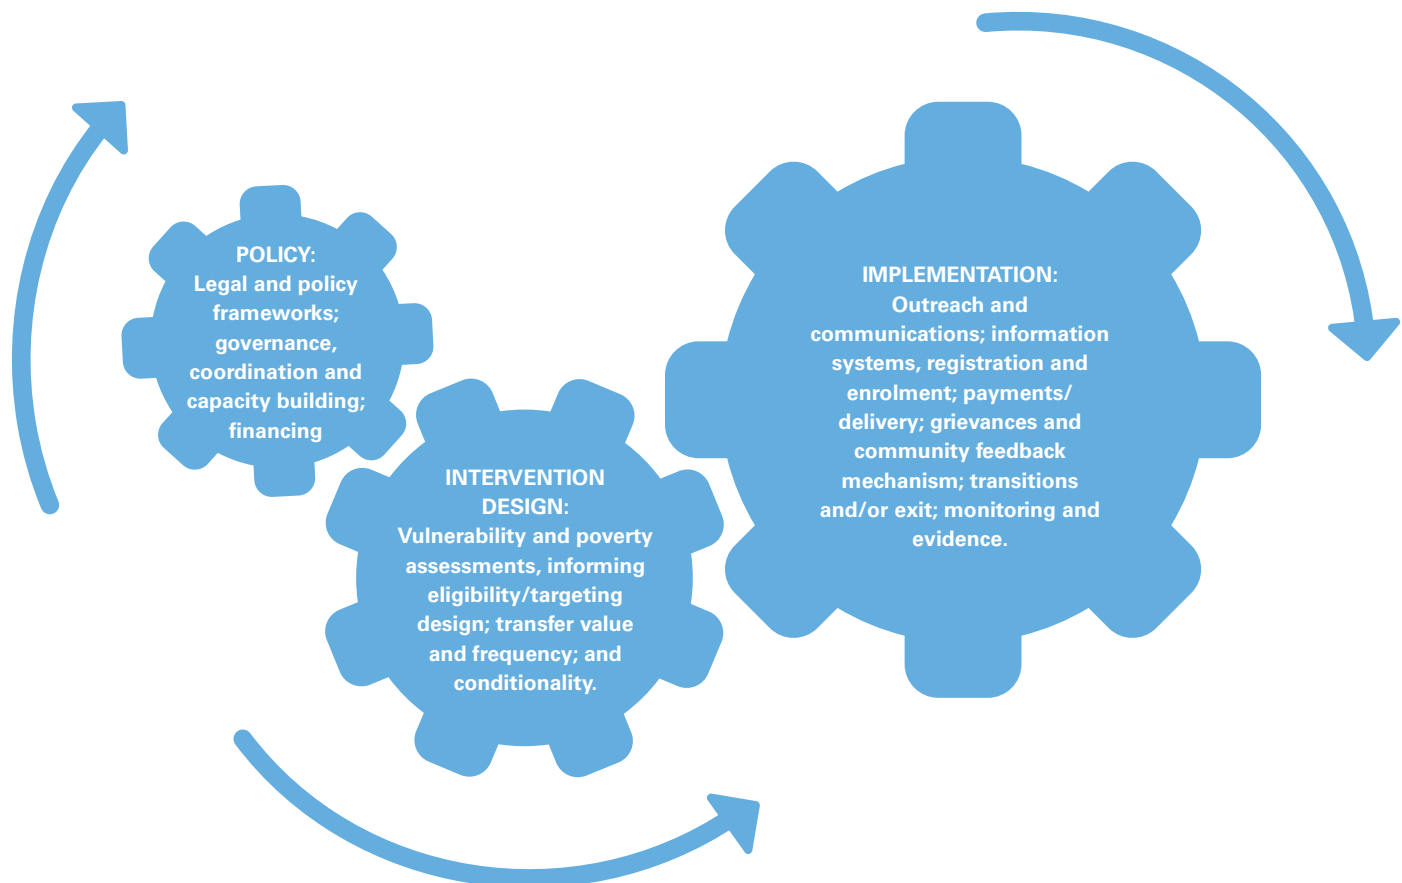 POLICY:
Legal and policy
frameworks;
governance,
coordination and
capacity building;
financing
INTERVENTION
DESIGN:
Vulnerability and poverty
assessments, informing
eligibility/targeting
design; transfer value
and frequency; and
conditionality.
IMPLEMENTATION:
Outreach and
communications; information
systems, registration and
enrolment; payments/
delivery; grievances and
community feedback
mechanism; transitions
and/or exit; monitoring and
evidence.